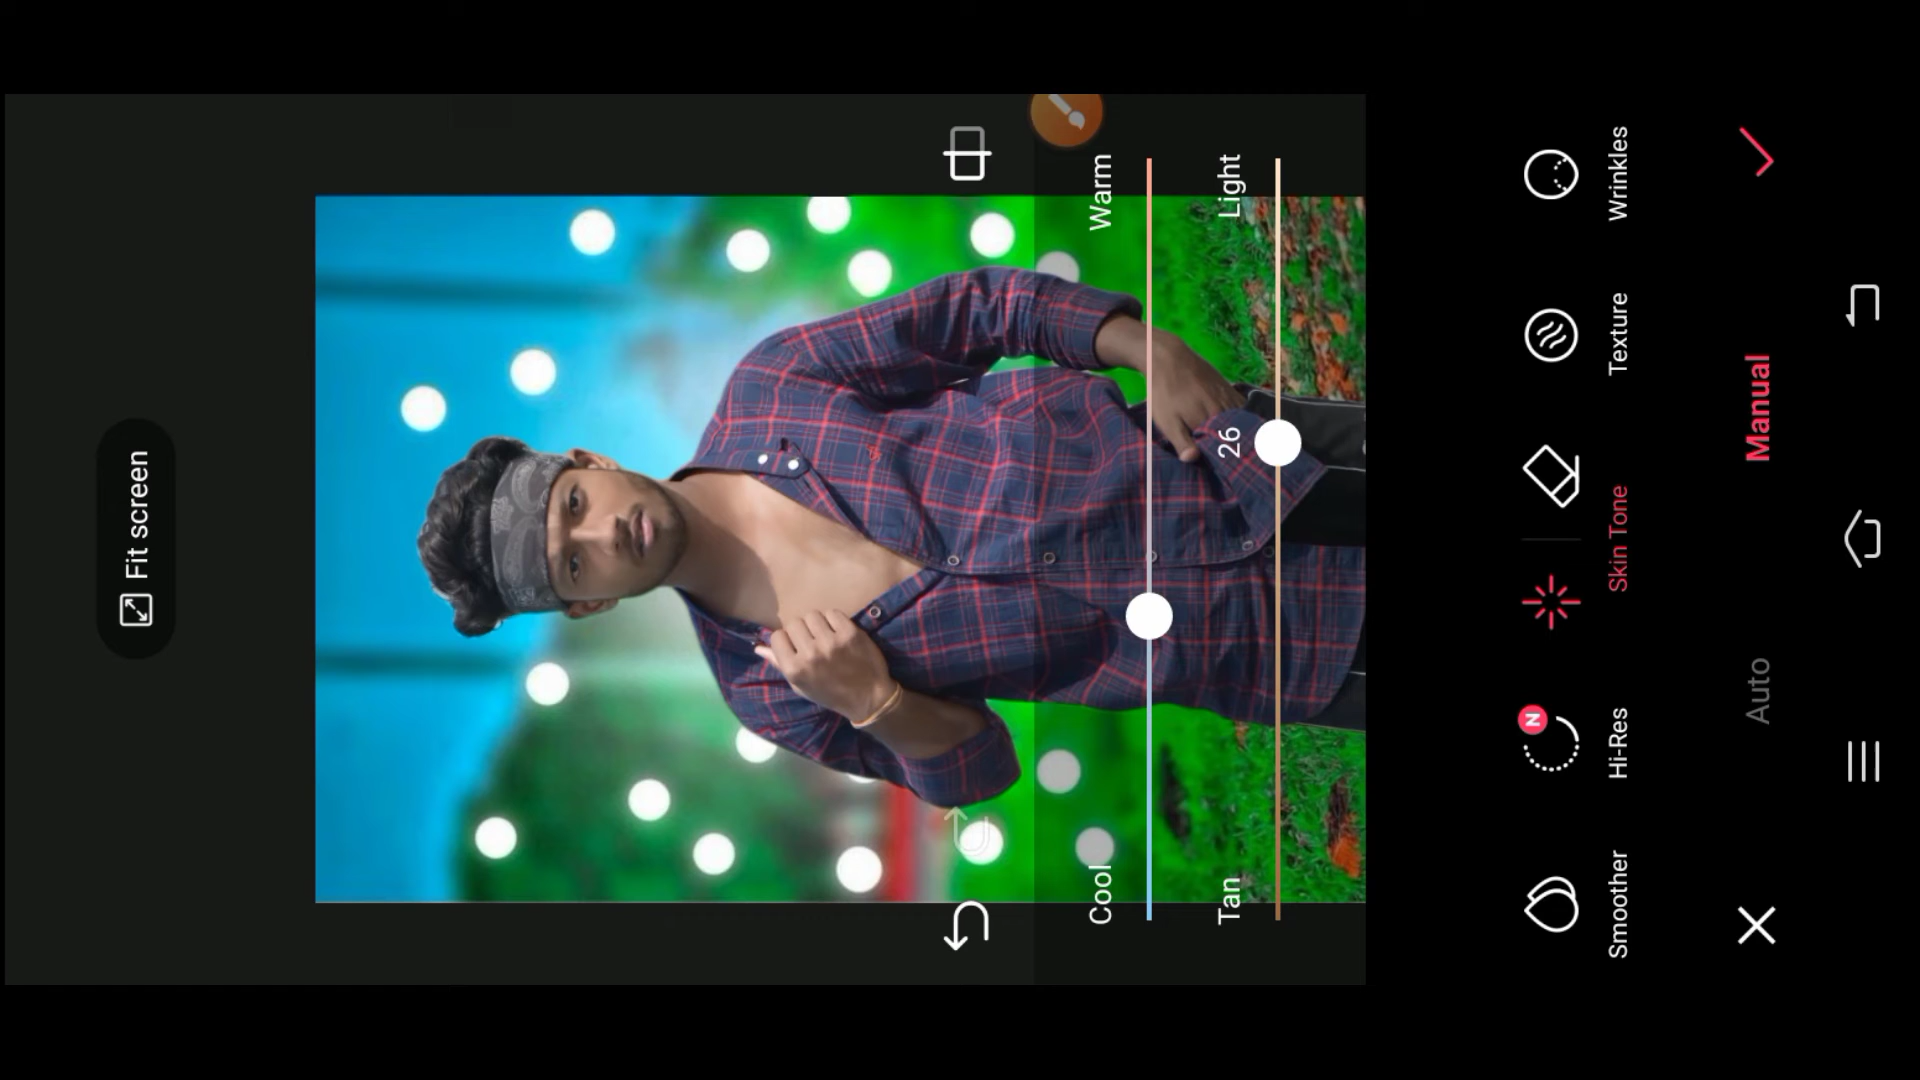 Fit screen
Cool
Warm
Tan
26
Light
Smoother
N
Hi-Res
Skin Tone
Texture
Wrinkles
Auto
Manual